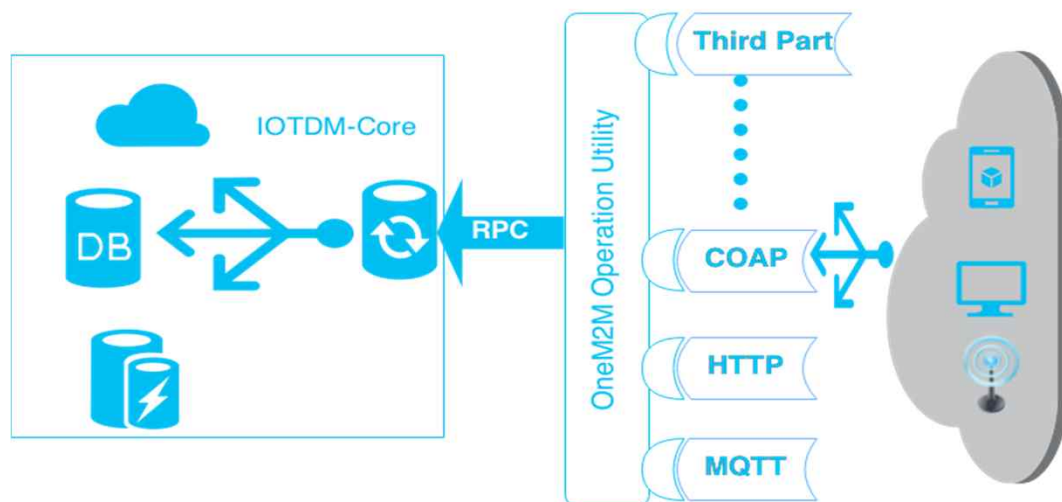 IOTDM-Core
DB
RPC
OneM2M Operation Utility
Third Part
COAP
HTTP
MQTT